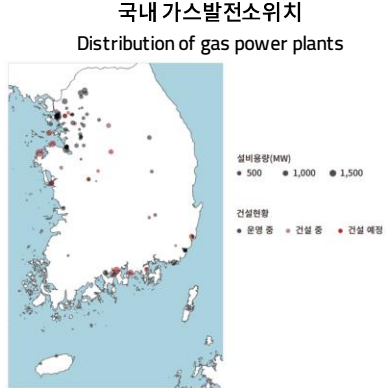 국내 가스발전소위치
Distribution of gas power plants
설비용량(MW)
500 1,000 1,500
건설현황
운영 중 건설 중 건설 예정